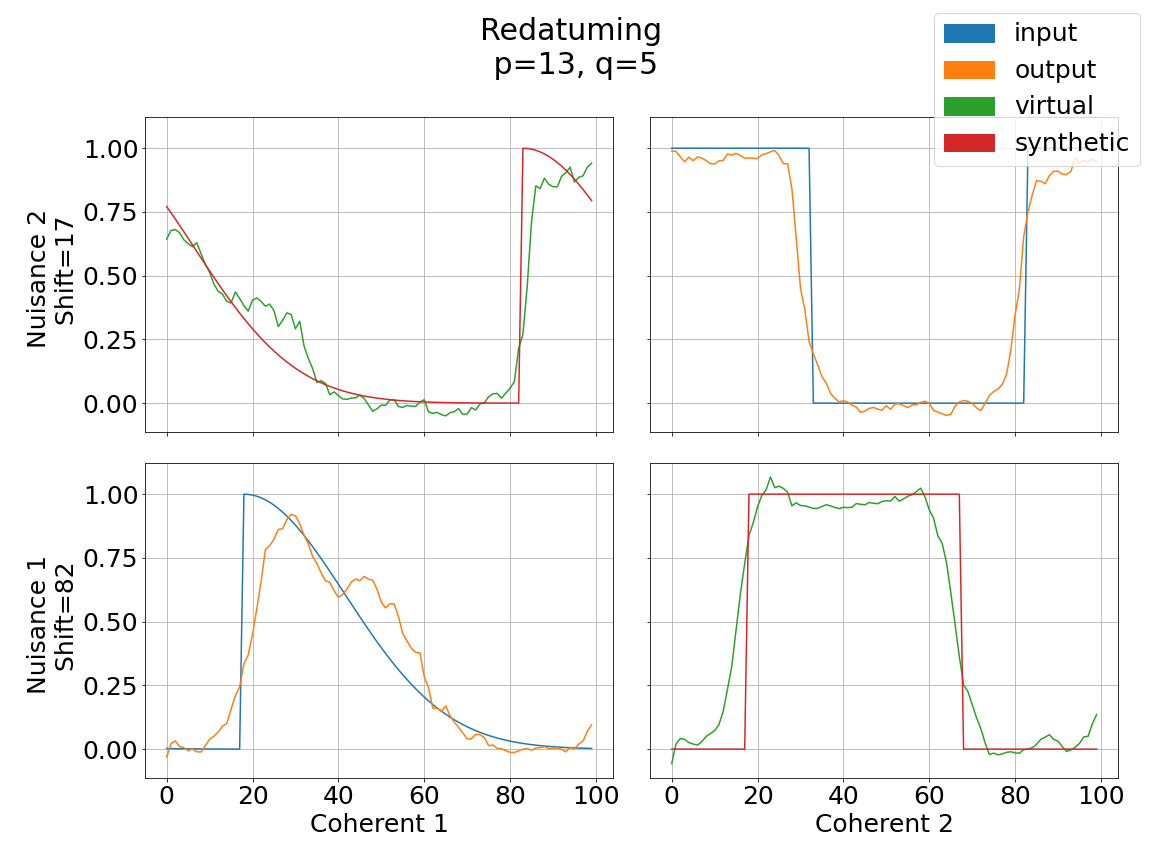 Redatuming
p=13, q=5
input
output
virtual
synthetic
Nuisance 2
Shift=17
1.00
0.75
0.50
0.25
0.00
Nuisance 1
Shift=82
1.00
0.75
0.50
0.25
0.00
0 20 40 60 80 100
0 20 40 60 80 100
Coherent 1
Coherent 2